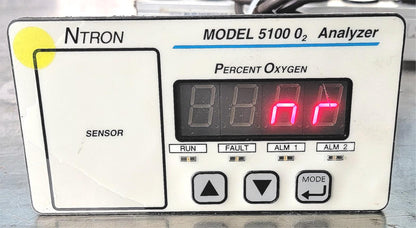 NTRON
MODEL 5100 O₂ Analyzer
PERCENT OXYGEN
SENSOR
nr
RUN FAULT ALM 1 ALM 2
MODE